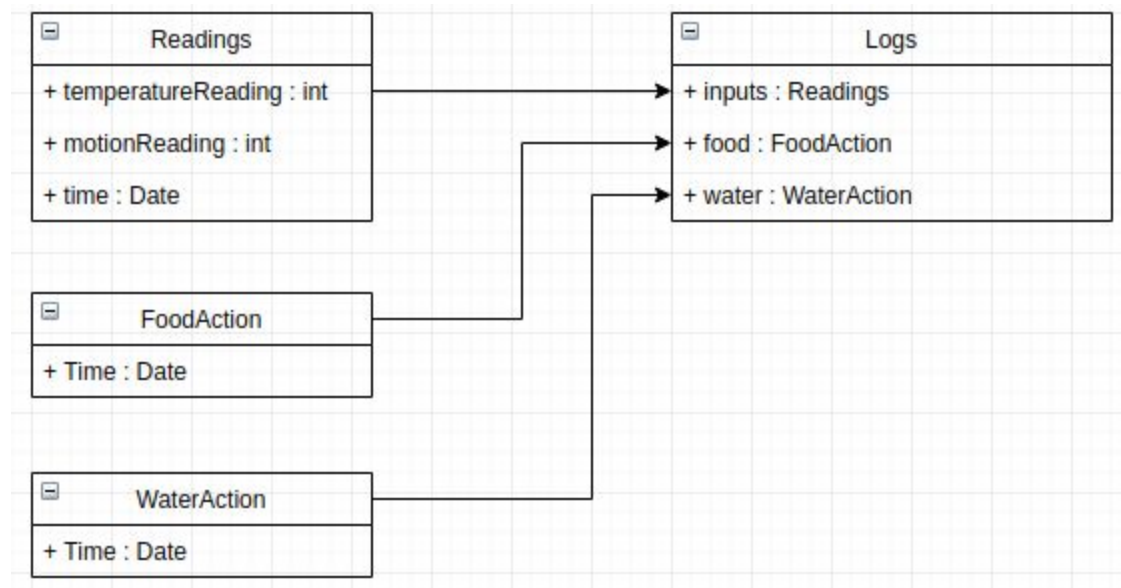 Readings
+ temperatureReading : int
+ motionReading : int
+ time : Date
Logs
+ inputs : Readings
+ food : FoodAction
+ water : WaterAction
FoodAction
+ Time : Date
WaterAction
+ Time : Date